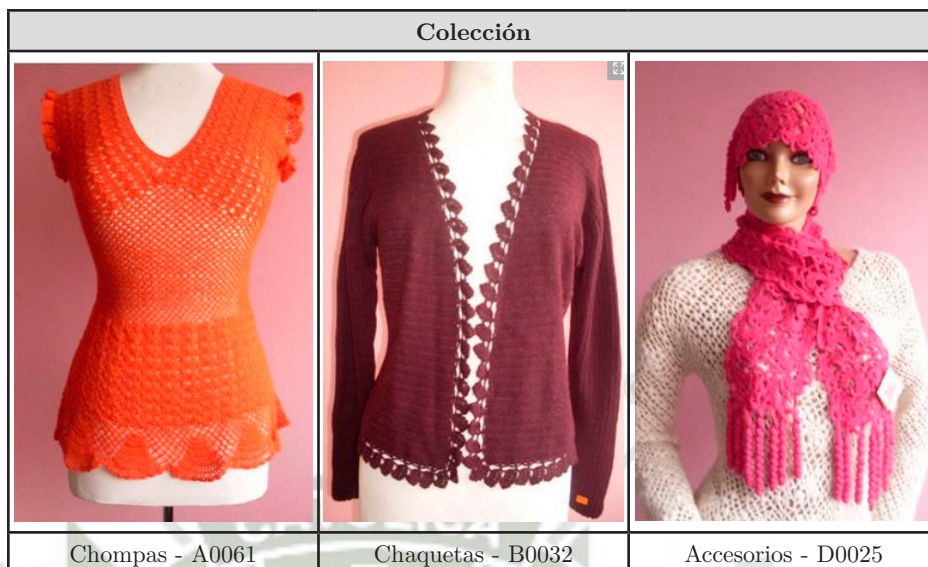 Colección
Chompas - A0061
Chaquetas - B0032
Accesorios - D0025